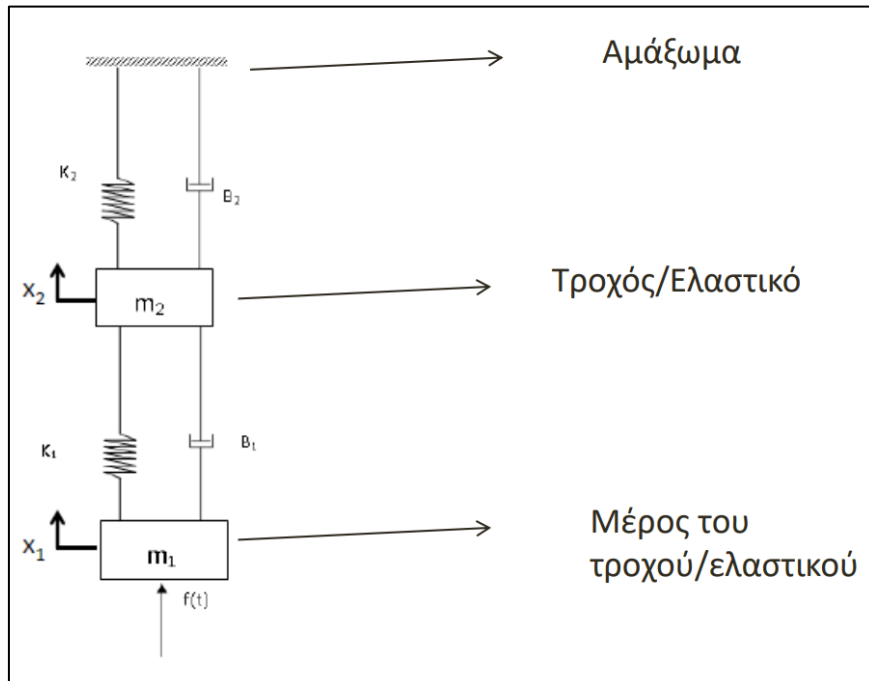 Αμάξωμα
K₂
B₂
x₂
m₂
Τροχός/Ελαστικό
K₁
B₁
x₁
m₁
Μέρος του
τροχού/ελαστικού
f(t)